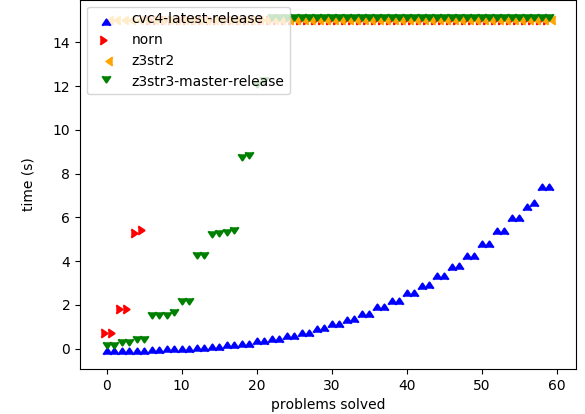 cvc4-latest-release
norn
z3str2
z3str3-master-release
time (s)
14
12
10
8
6
4
2
0
0 10 20 30 40 50 60
problems solved